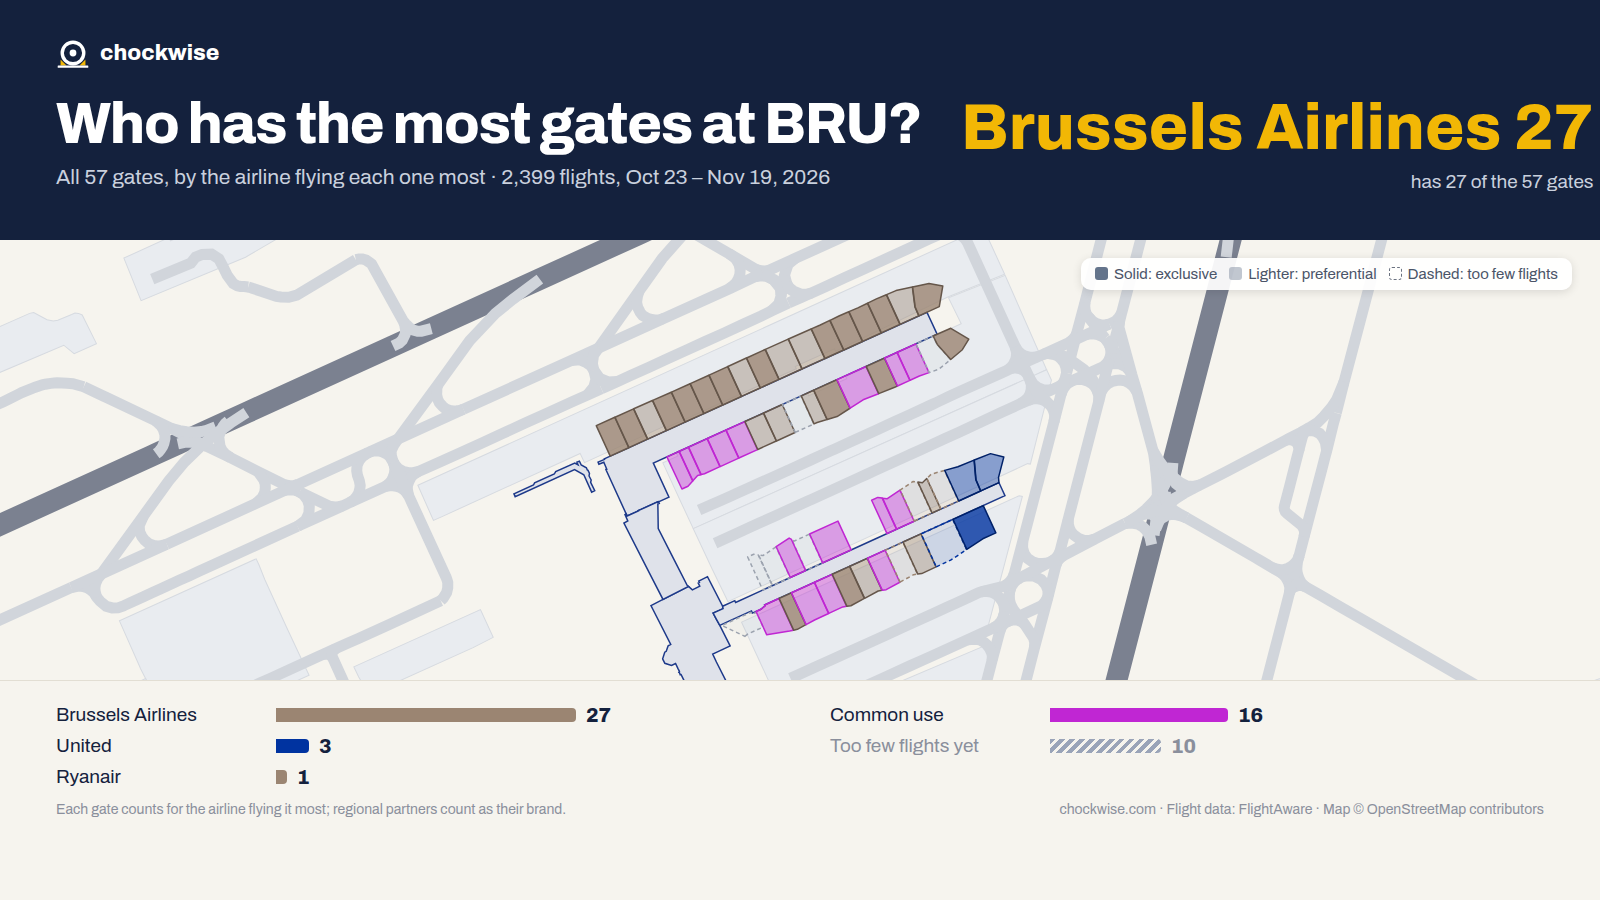 chockwise
Who has the most gates at BRU?
Brussels Airlines 27
All 57 gates, by the airline flying each one most · 2,399 flights, Oct 23 – Nov 19, 2026
has 27 of the 57 gates
Solid: exclusive
Lighter: preferential
Dashed: too few flights
Brussels Airlines 27
United 3
Ryanair 1
Common use 16
Too few flights yet 10
Each gate counts for the airline flying it most; regional partners count as their brand.
chockwise.com · Flight data: FlightAware · Map © OpenStreetMap contributors